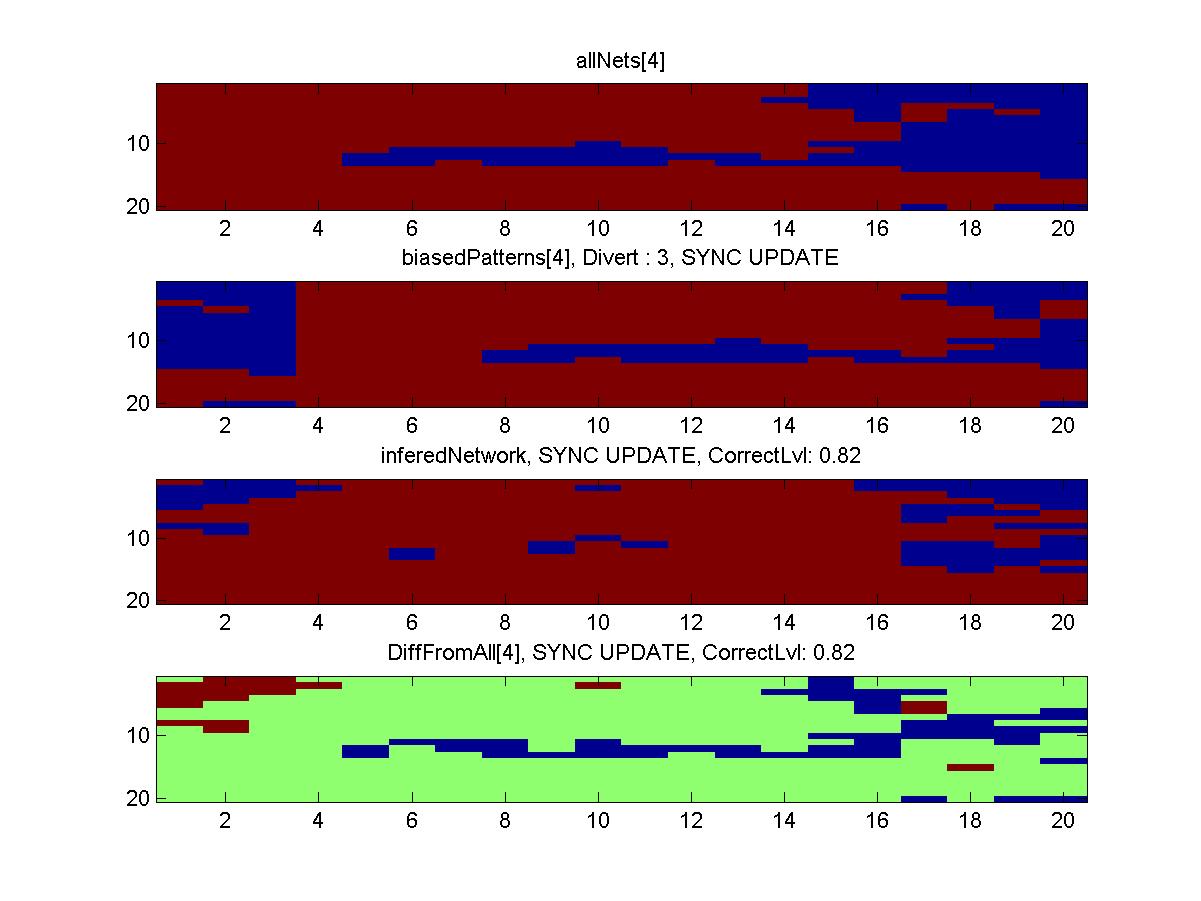 allNets[4]
10
20
2 4 6 8 10 12 14 16 18 20
biasedPatterns[4], Divert : 3, SYNC UPDATE
10
20
2 4 6 8 10 12 14 16 18 20
inferedNetwork, SYNC UPDATE, CorrectLvl: 0.82
10
20
2 4 6 8 10 12 14 16 18 20
DiffFromAll[4], SYNC UPDATE, CorrectLvl: 0.82
10
20
2 4 6 8 10 12 14 16 18 20